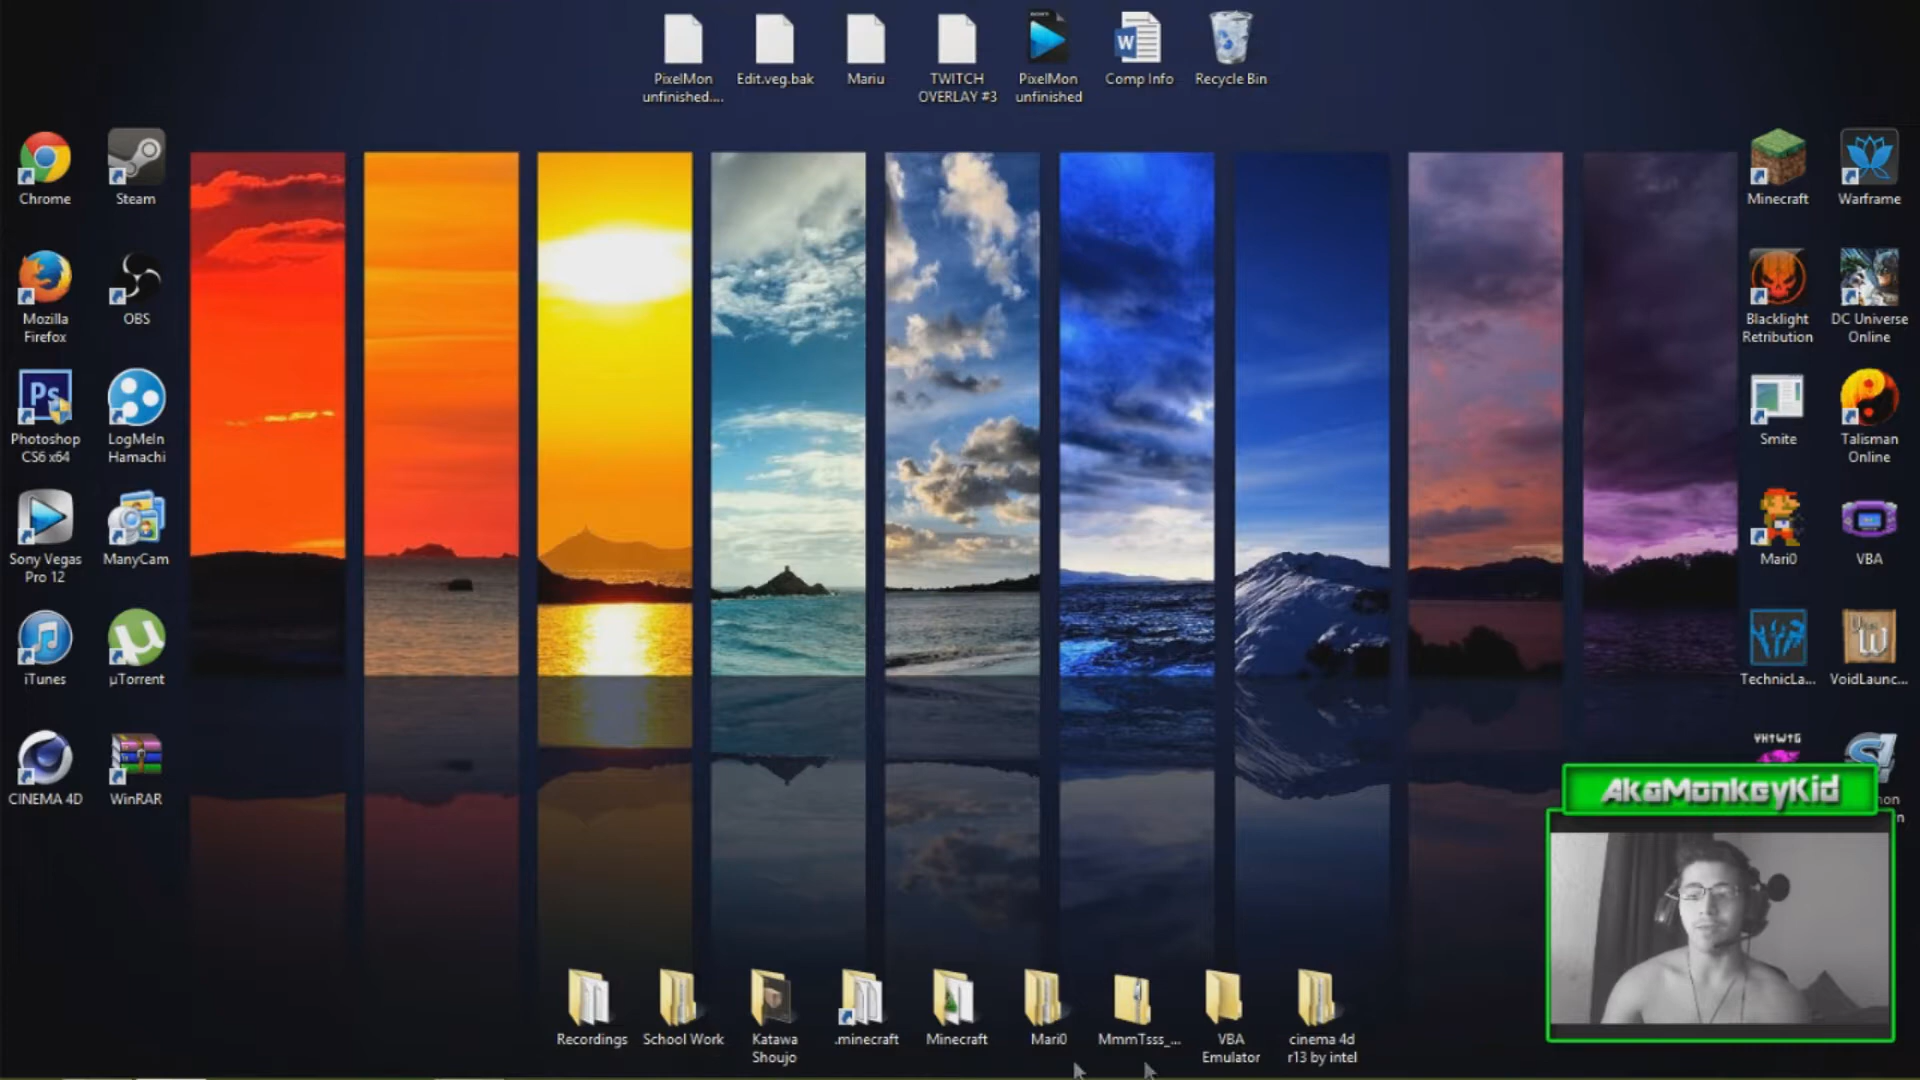 PixelMon
unfinished....
Edit.veg.bak
Mariu
TWITCH
OVERLAY #3
PixelMon
unfinished
Comp Info
Recycle Bin
Chrome
Steam
Minecraft
Warframe
Mozilla
Firefox
OBS
Blacklight
Retribution
DC Universe
Online
Ps
Photoshop
CS6 x64
LogMeIn
Hamachi
Smite
Talisman
Online
Sony Vegas
Pro 12
ManyCam
Mari0
VBA
iTunes
µTorrent
TechnicLa...
VoidLaunc...
CINEMA 4D
WinRAR
YHTWTG
AkaMonkeyKid
Recordings
School Work
Katawa
Shoujo
.minecraft
Minecraft
Mari0
MmmTsss_...
VBA
Emulator
cinema 4d
r13 by intel